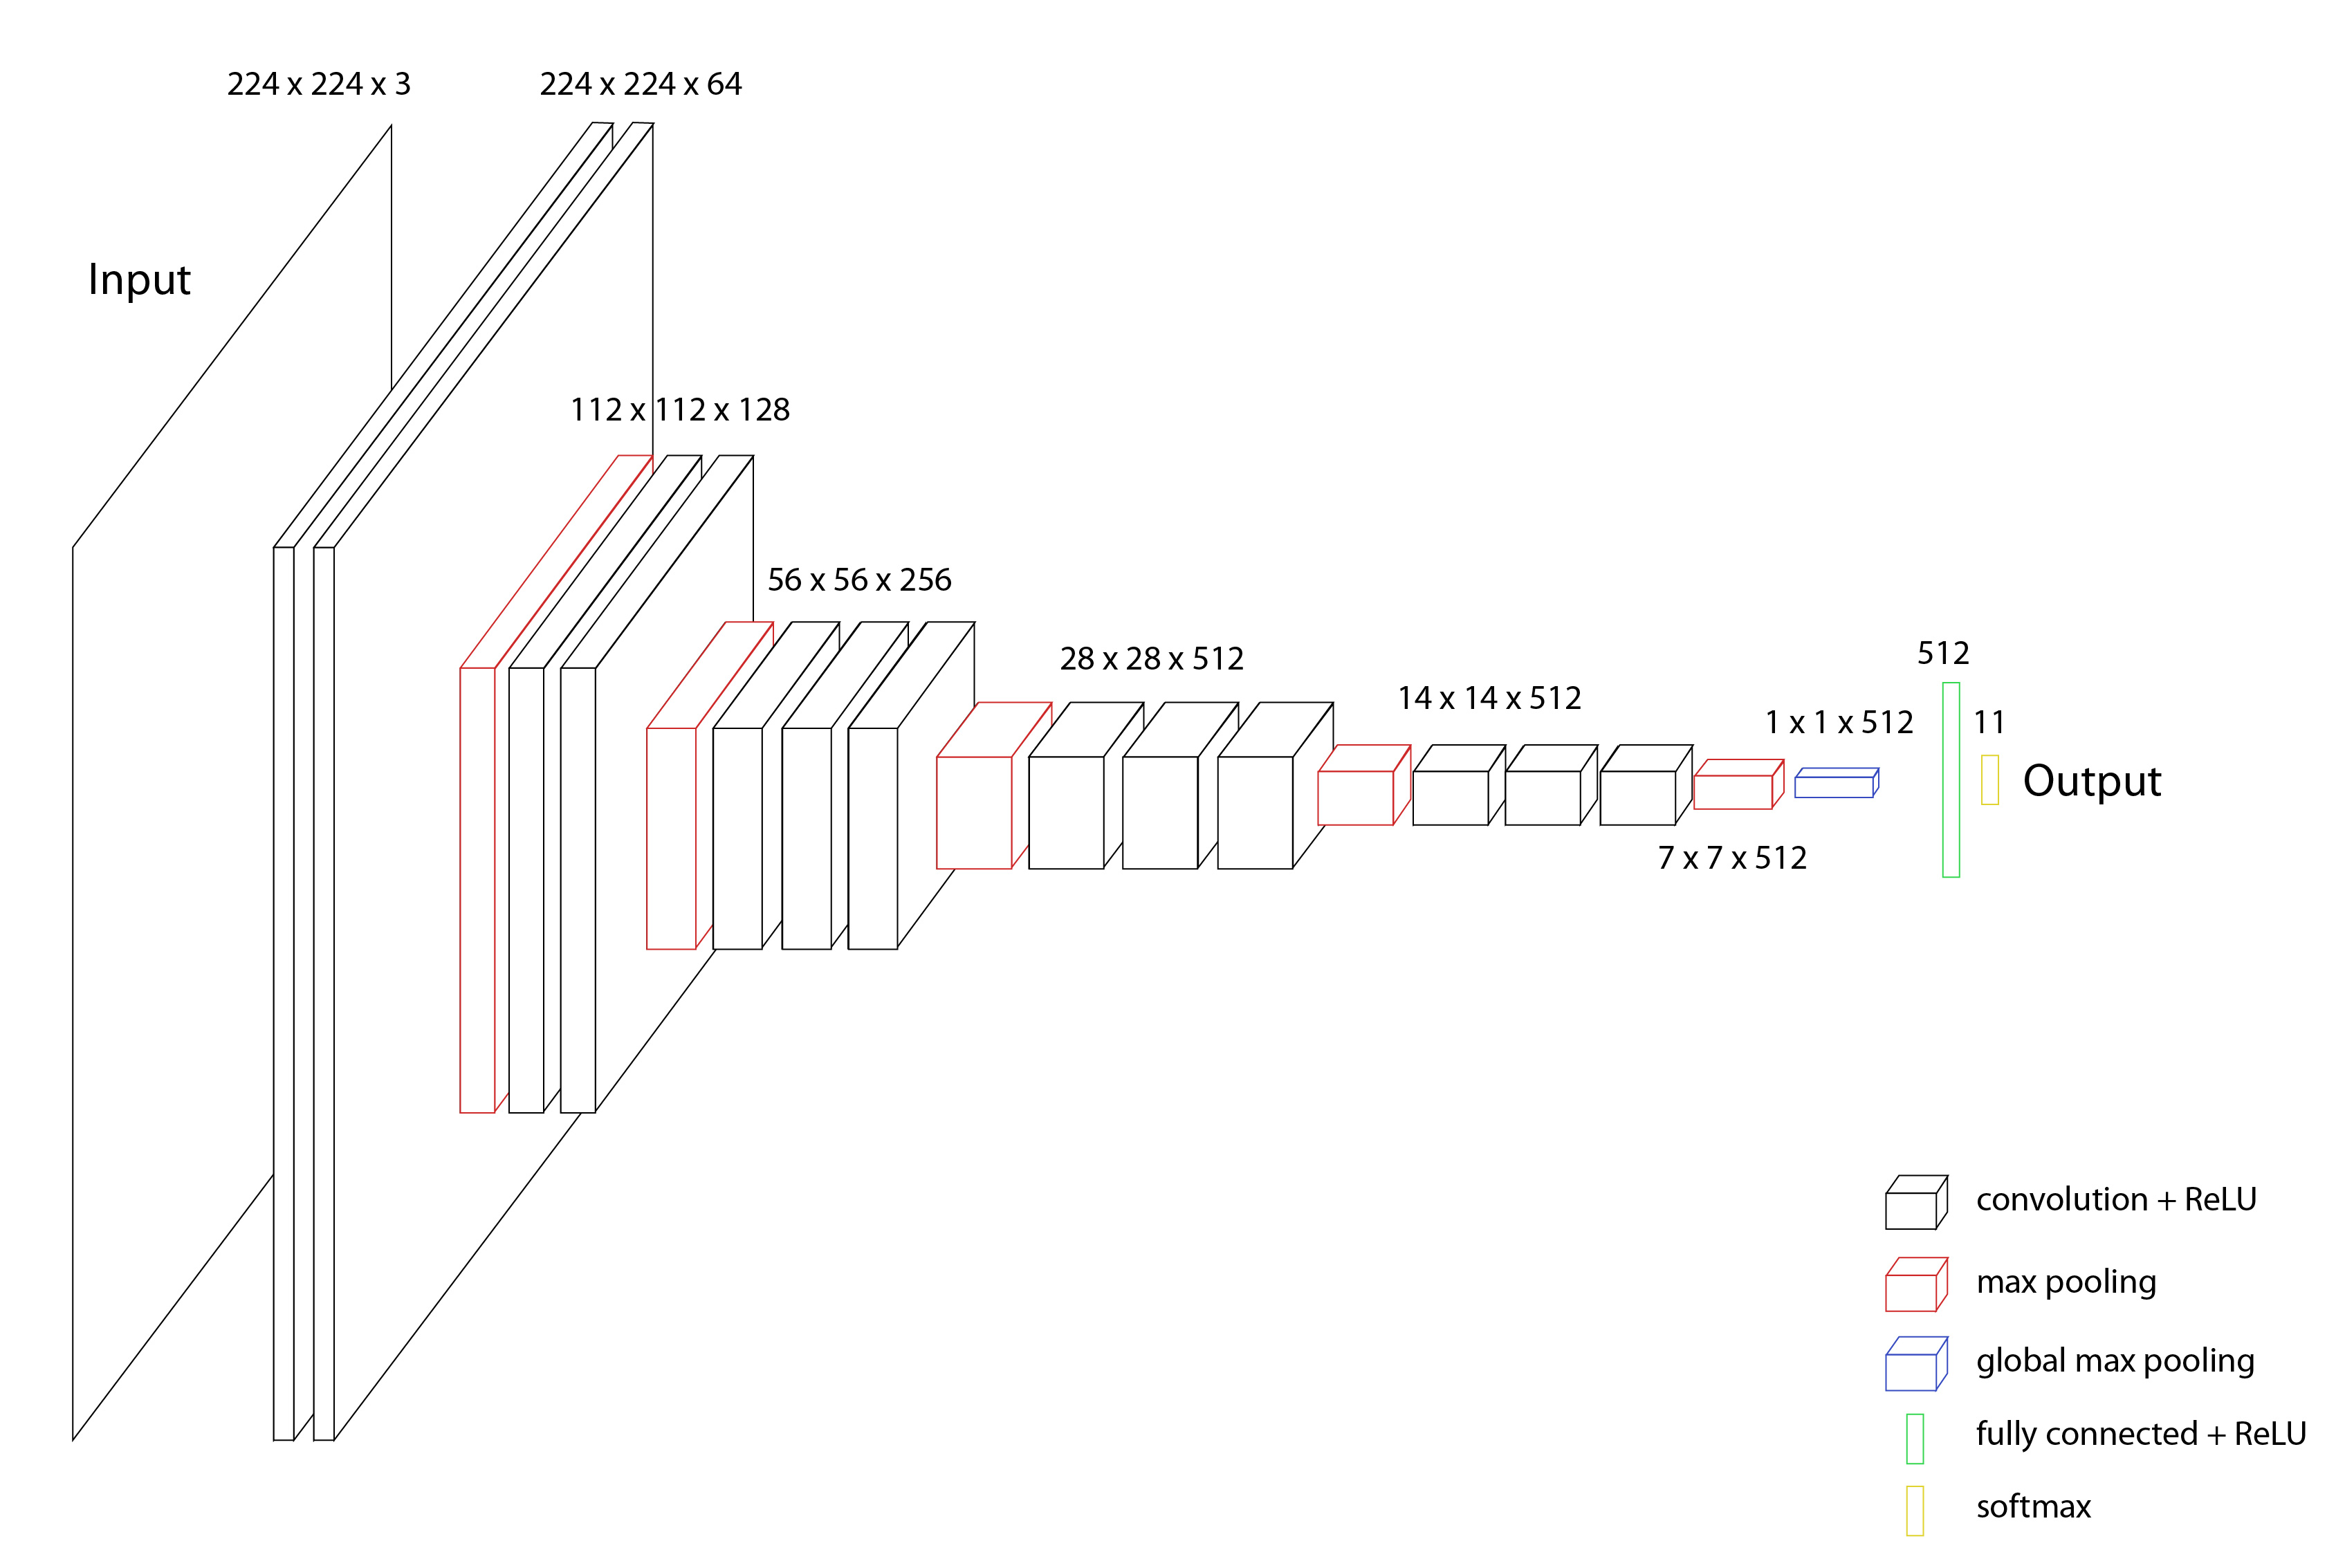 224 x 224 x 3
224 x 224 x 64
Input
112 x 112 x 128
56 x 56 x 256
28 x 28 x 512
14 x 14 x 512
7 x 7 x 512
1 x 1 x 512
512
11
Output
convolution + ReLU
max pooling
global max pooling
fully connected + ReLU
softmax